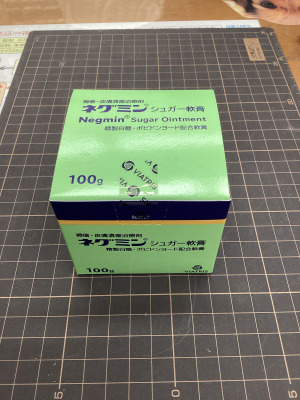 褥瘡・皮膚潰瘍治療剤
ネグミン® シュガー軟膏
Negmin® Sugar Ointment
精製白糖・ポビドンヨード配合軟膏
100g
VIATRIS
褥瘡・皮膚潰瘍治療剤
ネグミン® シュガー軟膏
精製白糖・ポビドンヨード配合軟膏
100g
VIATRIS